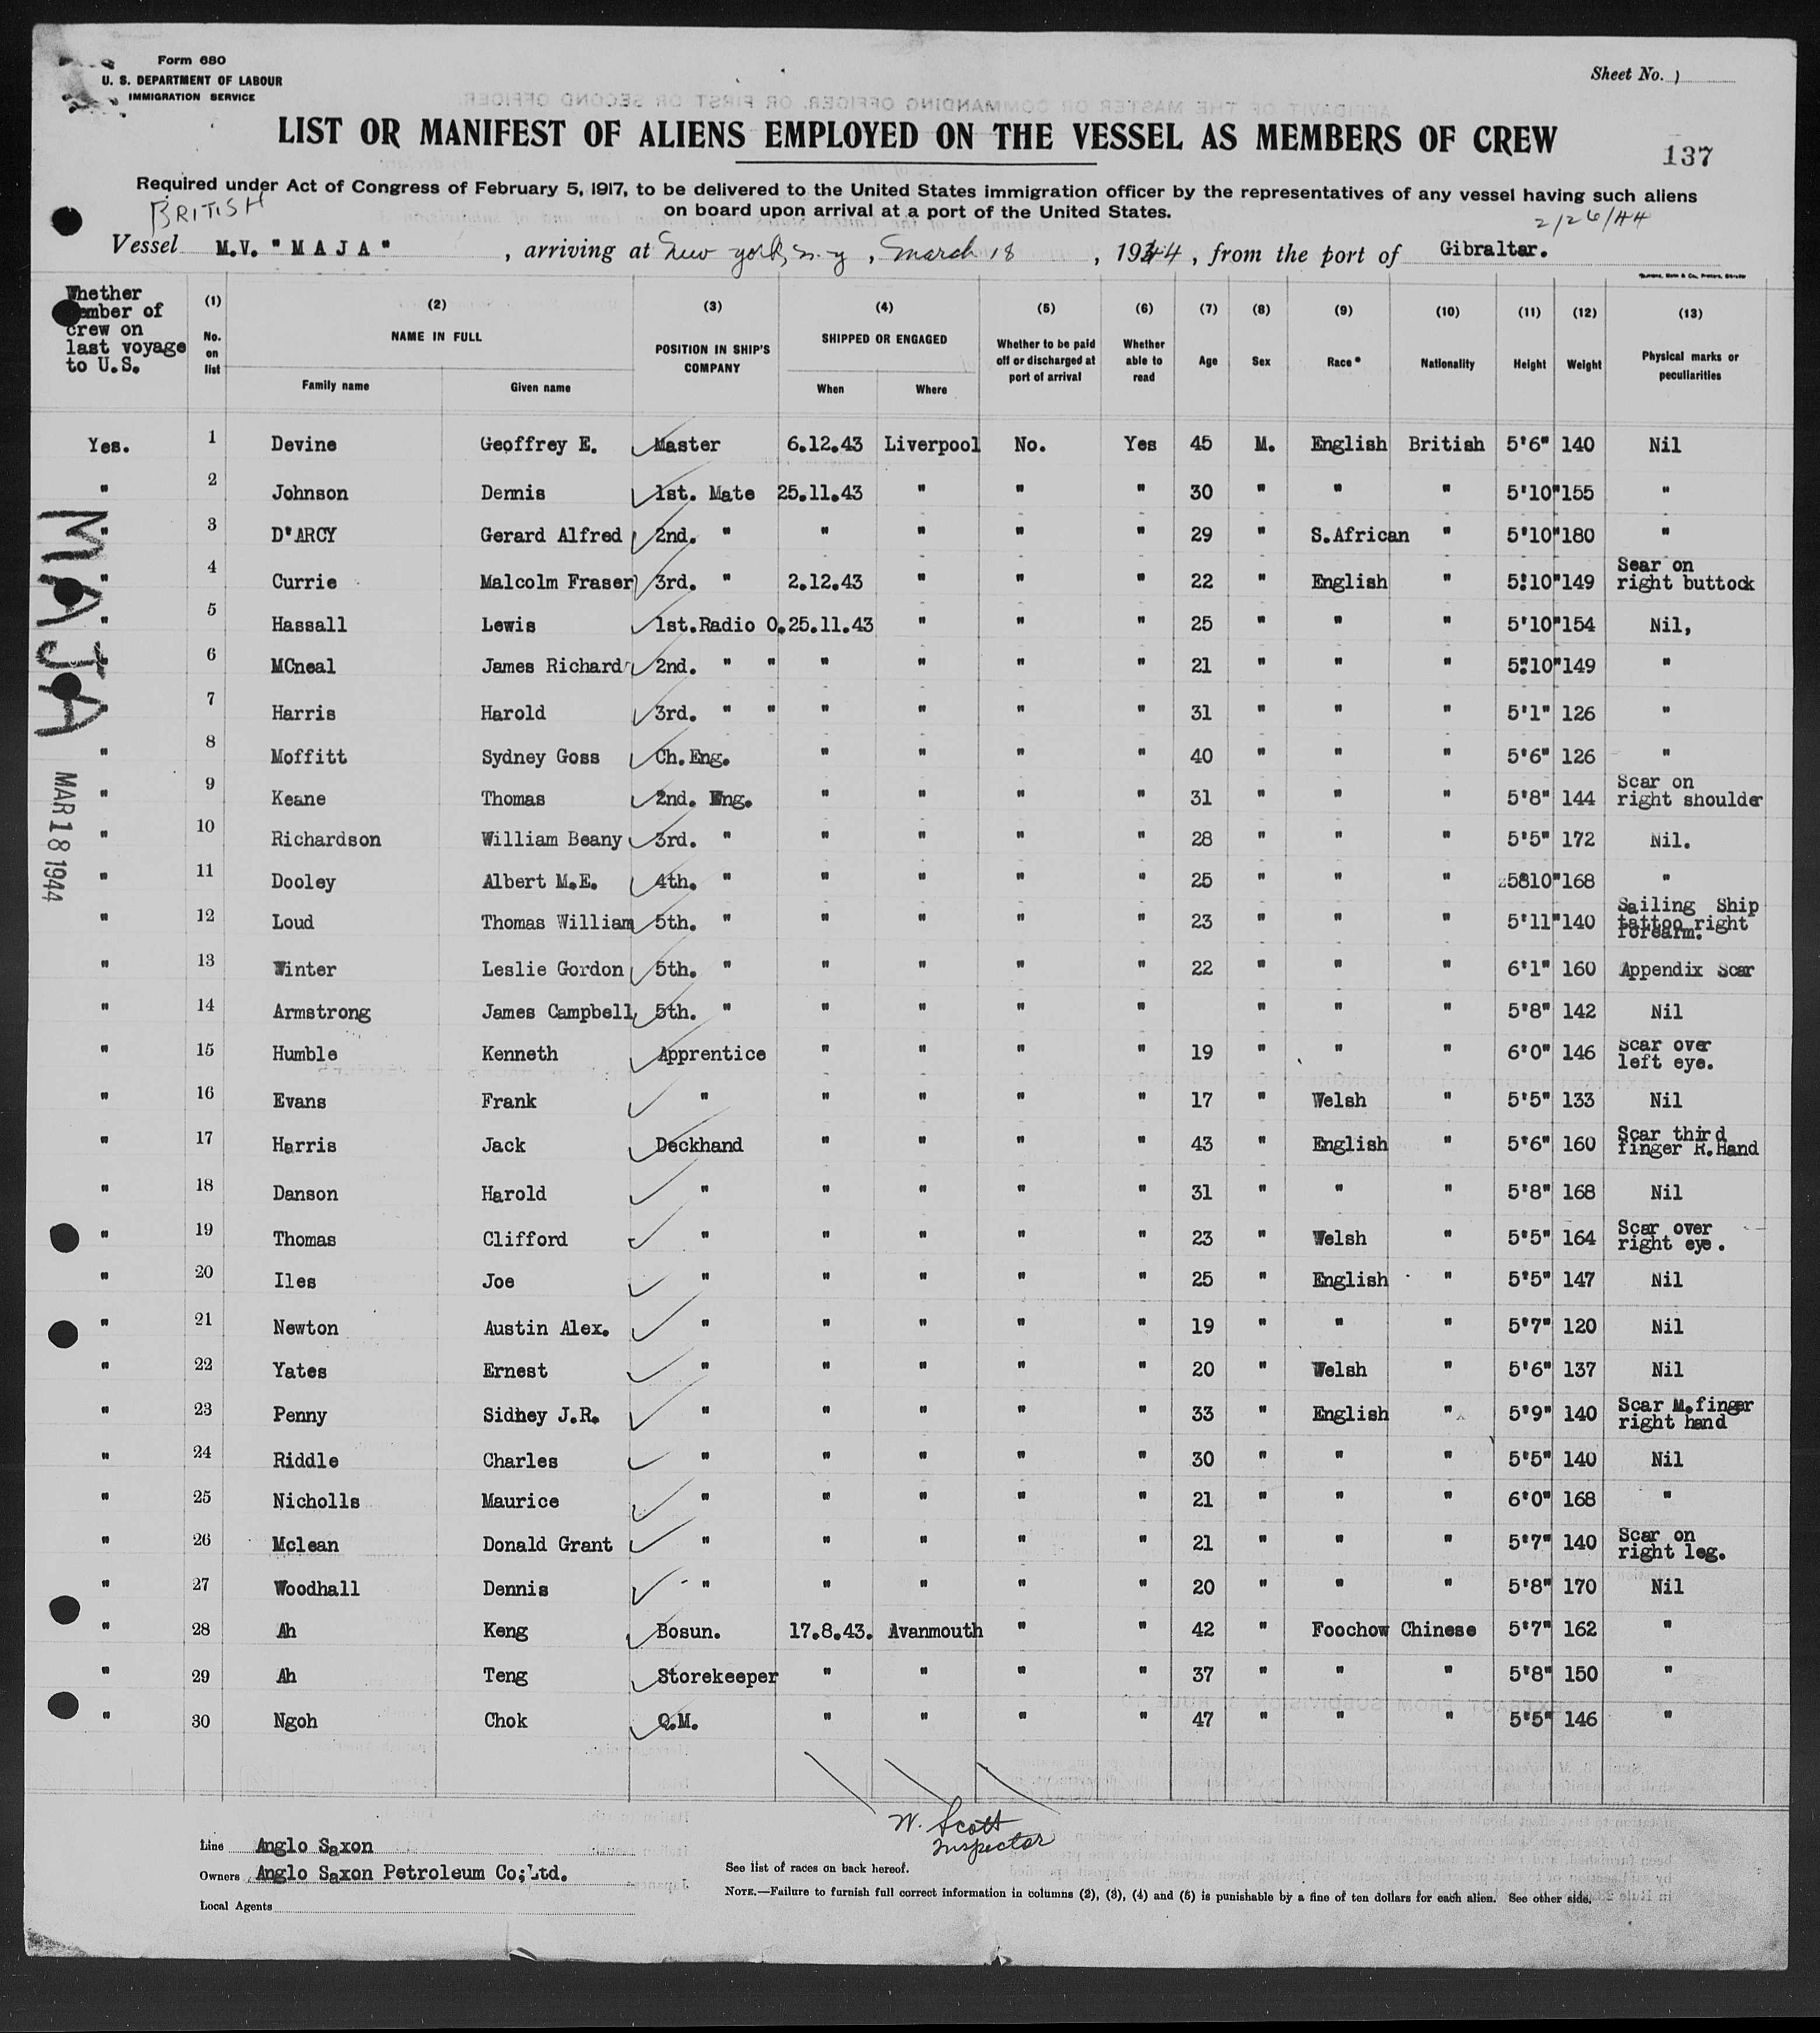 Form 680
U. S. DEPARTMENT OF LABOUR
IMMIGRATION SERVICE
Sheet No. 1
LIST OR MANIFEST OF ALIENS EMPLOYED ON THE VESSEL AS MEMBERS OF CREW
137
Required under Act of Congress of February 5, 1917, to be delivered to the United States immigration officer by the representatives of any vessel having such aliens
on board upon arrival at a port of the United States.
BRITISH
2/26/44
Vessel M.V. "MAJA" , arriving at New York, N.Y , March 18 , 1944 , from the port of Gibraltar.
Whether member of crew on last voyage to U.S. (1) No. on list (2) NAME IN FULL Family name Given name (3) POSITION IN SHIP'S COMPANY (4) SHIPPED OR ENGAGED When Where (5) Whether to be paid off or discharged at port of arrival (6) Whether able to read (7) Age (8) Sex (9) Race* (10) Nationality (11) Height (12) Weight (13) Physical marks or peculiarities
Yes. 1 Devine Geoffrey E. Master 6.12.43 Liverpool No. Yes 45 M. English British 5'6" 140 Nil
" 2 Johnson Dennis 1st. Mate 25.11.43 " " " 30 " " " 5'10" 155 "
" 3 D'ARCY Gerard Alfred 2nd. " " " " " 29 " S.African " 5'10" 180 "
" 4 Currie Malcolm Fraser 3rd. " 2.12.43 " " " 22 " English " 5'10" 149 Sear on right buttock
" 5 Hassall Lewis 1st.Radio O. 25.11.43 " " " 25 " " " 5'10" 154 Nil,
6 MCneal James Richard 2nd. " " " " " " 21 " " " 5'10" 149 "
7 Harris Harold 3rd. " " " " " " 31 " " " 5'1" 126 "
" 8 Moffitt Sydney Goss Ch.Eng. " " " " 40 " " " 5'6" 126 "
" 9 Keane Thomas 2nd. Eng. " " " " 31 " " " 5'8" 144 Scar on right shoulder
" 10 Richardson William Beany 3rd. " " " " " 28 " " " 5'5" 172 Nil.
" 11 Dooley Albert M.E. 4th. " " " " " 25 " " " 5'10" 168 "
" 12 Loud Thomas William 5th. " " " " " 23 " " " 5'11" 140 Sailing Ship tattoo right forearm.
" 13 Winter Leslie Gordon 5th. " " " " " 22 " " " 6'1" 160 Appendix Scar
" 14 Armstrong James Campbell 5th. " " " " " " " " 5'8" 142 Nil
" 15 Humble Kenneth Apprentice " " " " 19 " " " 6'0" 146 Scar over left eye.
" 16 Evans Frank " " " " " 17 " Welsh " 5'5" 133 Nil
" 17 Harris Jack Deckhand " " " " 43 " English " 5'6" 160 Scar third finger R.Hand
" 18 Danson Harold " " " " " 31 " " " 5'8" 168 Nil
" 19 Thomas Clifford " " " " " 23 " Welsh " 5'5" 164 Scar over right eye.
" 20 Iles Joe " " " " " 25 " English " 5'5" 147 Nil
" 21 Newton Austin Alex. " " " " " 19 " " " 5'7" 120 Nil
" 22 Yates Ernest " " " " " 20 " Welsh " 5'6" 137 Nil
" 23 Penny Sidney J.R. " " " " " 33 " English " 5'9" 140 Scar M.finger right hand
" 24 Riddle Charles " " " " " 30 " " " 5'5" 140 Nil
" 25 Nicholls Maurice " " " " " 21 " " " 6'0" 168 "
" 26 Mclean Donald Grant " " " " " 21 " " " 5'7" 140 Scar on right leg.
" 27 Woodhall Dennis " " " " " 20 " " " 5'8" 170 Nil
" 28 Ah Keng Bosun. 17.8.43. Avanmouth " " 42 " Foochow Chinese 5'7" 162 "
" 29 Ah Teng Storekeeper " " " " 37 " " " 5'8" 150 "
" 30 Ngoh Chok Q.M. " " " " 47 " " " 5'5" 146 "
MAJA
MAR 18 1944
W. Scott
Inspector
Line Anglo Saxon
Owners Anglo Saxon Petroleum Co; Ltd.
Local Agents
See list of races on back hereof.
NOTE.—Failure to furnish full correct information in columns (2), (3), (4) and (5) is punishable by a fine of ten dollars for each alien. See other side.